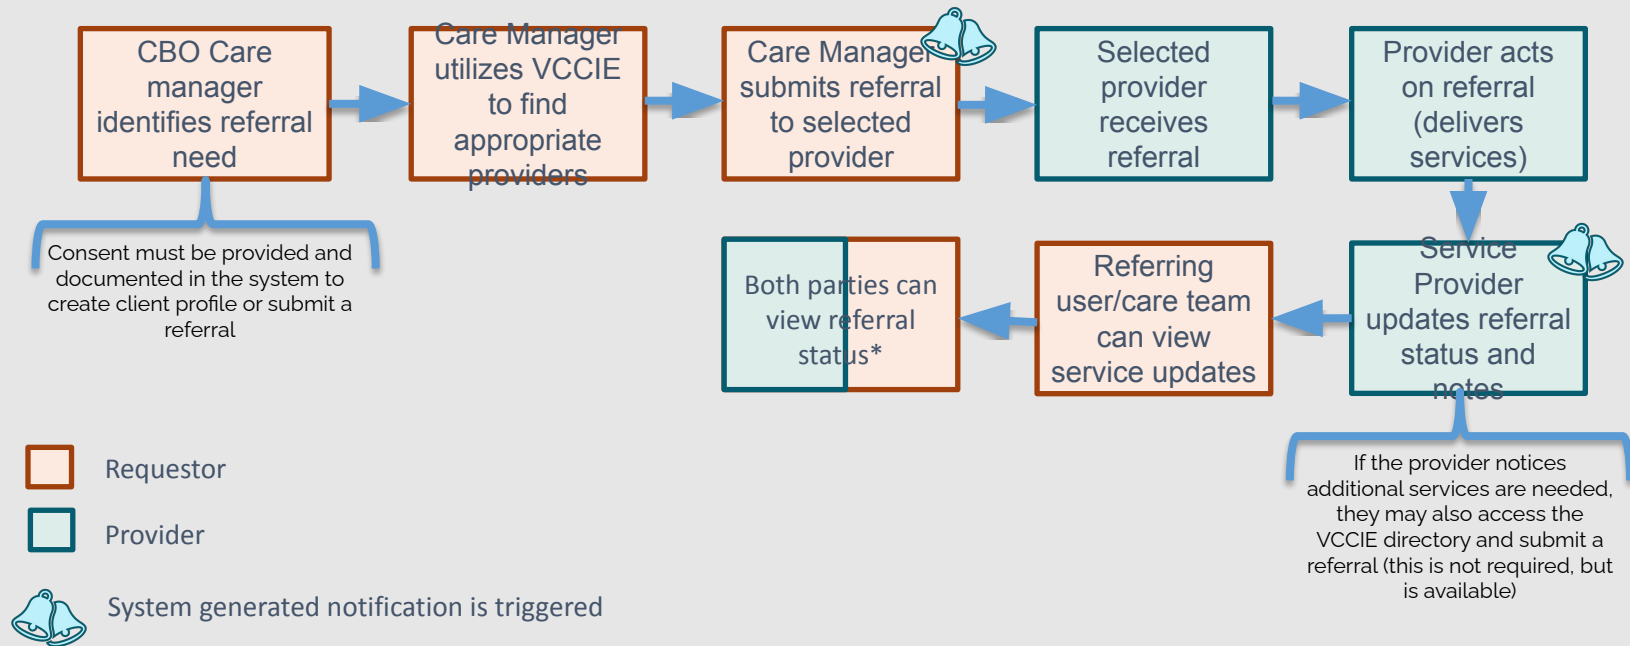 CBO Care
manager
identifies referral
need
Care Manager
utilizes VCCIE
to find
appropriate
providers
Care Manager
submits referral
to selected
provider
Selected
provider
receives
referral
Provider acts
on referral
(delivers
services)
Consent must be provided and
documented in the system to
create client profile or submit a
referral
Both parties can
view referral
status*
Referring
user/care team
can view
service updates
Service
Provider
updates referral
status and
notes
If the provider notices
additional services are needed,
they may also access the
VCCIE directory and submit a
referral (this is not required, but
is available)
Requestor
Provider
System generated notification is triggered